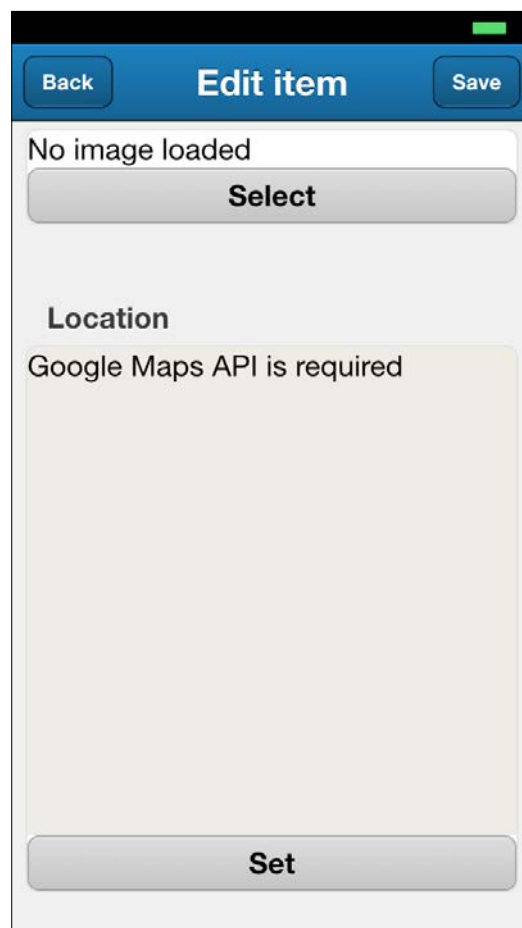 Back Edit item Save
No image loaded
Select
Location
Google Maps API is required
Set